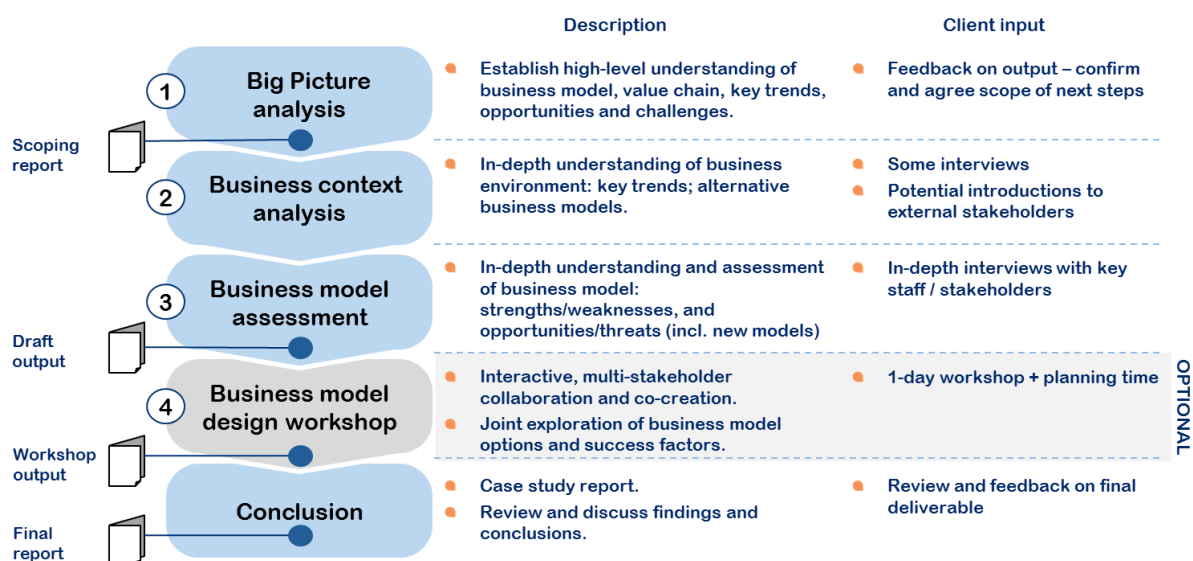 Description
Client input
1
Big Picture
analysis
Establish high-level understanding of
business model, value chain, key trends,
opportunities and challenges.
Feedback on output – confirm
and agree scope of next steps
Scoping
report
2
Business context
analysis
In-depth understanding of business
environment: key trends; alternative
business models.
Some interviews
Potential introductions to
external stakeholders
3
Business model
assessment
In-depth understanding and assessment
of business model:
strengths/weaknesses, and
opportunities/threats (incl. new models)
In-depth interviews with key
staff / stakeholders
Draft
output
4
Business model
design workshop
Interactive, multi-stakeholder
collaboration and co-creation.
Joint exploration of business model
options and success factors.
1-day workshop + planning time
OPTIONAL
Workshop
output
Conclusion
Case study report.
Review and discuss findings and
conclusions.
Review and feedback on final
deliverable
Final
report